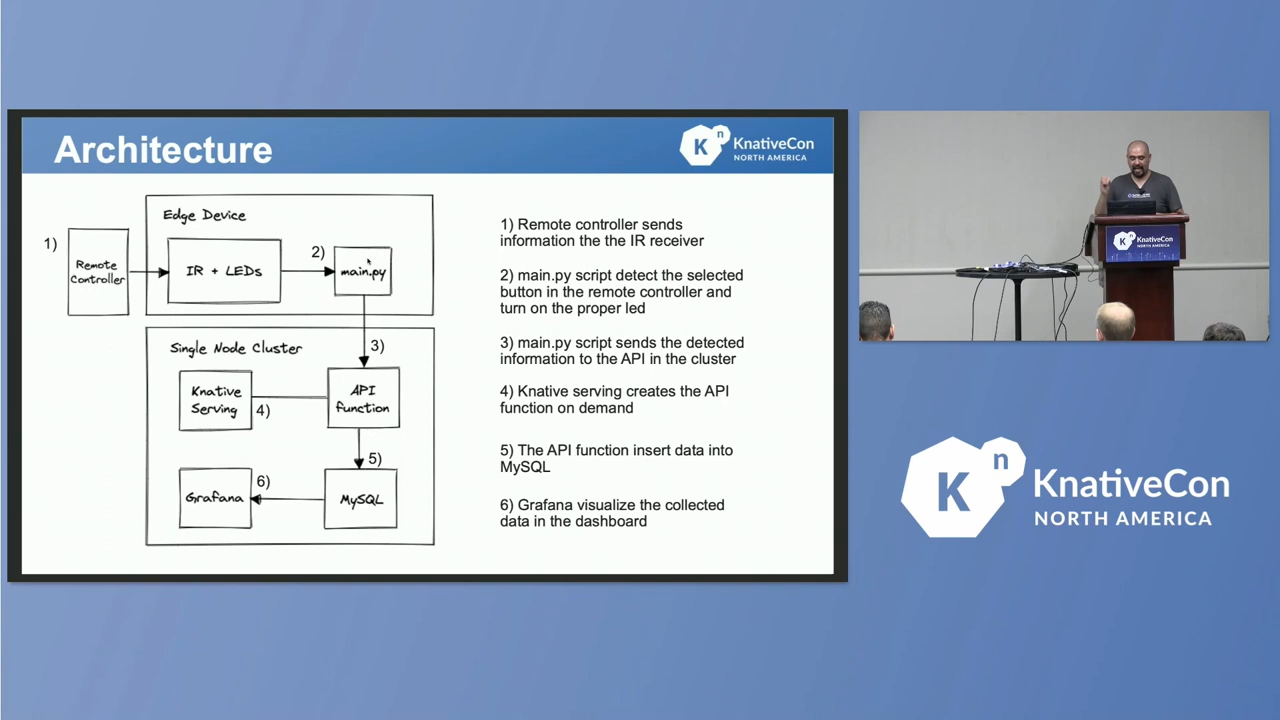 Architecture
K
n
KnativeCon
NORTH AMERICA
1)
Remote
Controller
Edge Device
IR + LEDs
2)
main.py
3)
Single Node Cluster
Knative
Serving
4)
API
function
5)
6)
Grafana
MySQL
1) Remote controller sends
information the the IR receiver
2) main.py script detect the selected
button in the remote controller and
turn on the proper led
3) main.py script sends the detected
information to the API in the cluster
4) Knative serving creates the API
function on demand
5) The API function insert data into
MySQL
6) Grafana visualize the collected
data in the dashboard
K
n
KnativeCon
NORTH AMERICA
K
n
KnativeCon
NORTH AMERICA